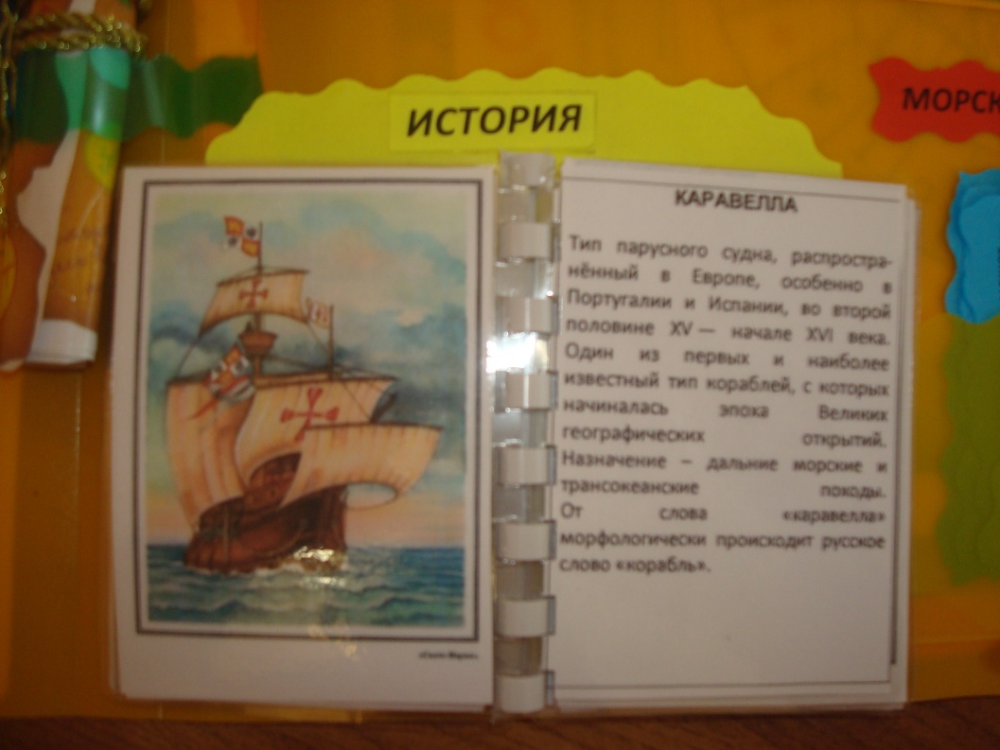 ИСТОРИЯ
МОРСК
КАРАВЕЛЛА
Тип парусного судна, распростра-
нённый в Европе, особенно в
Португалии и Испании, во второй
половине XV — начале XVI века.
Один из первых и наиболее
известный тип кораблей, с которых
начиналась эпоха Великих
географических открытий.
Назначение – дальние морские и
трансокеанские походы.
От слова «каравелла»
морфологически происходит русское
слово «корабль».